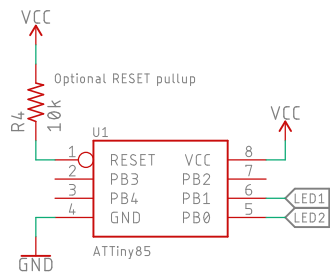 VCC
Optional RESET pullup
R4
10k
VCC
U1
1 RESET VCC 8
2 PB3 PB2 7
3 PB4 PB1 6 LED1
4 GND PB0 5 LED2
ATTiny85
GND